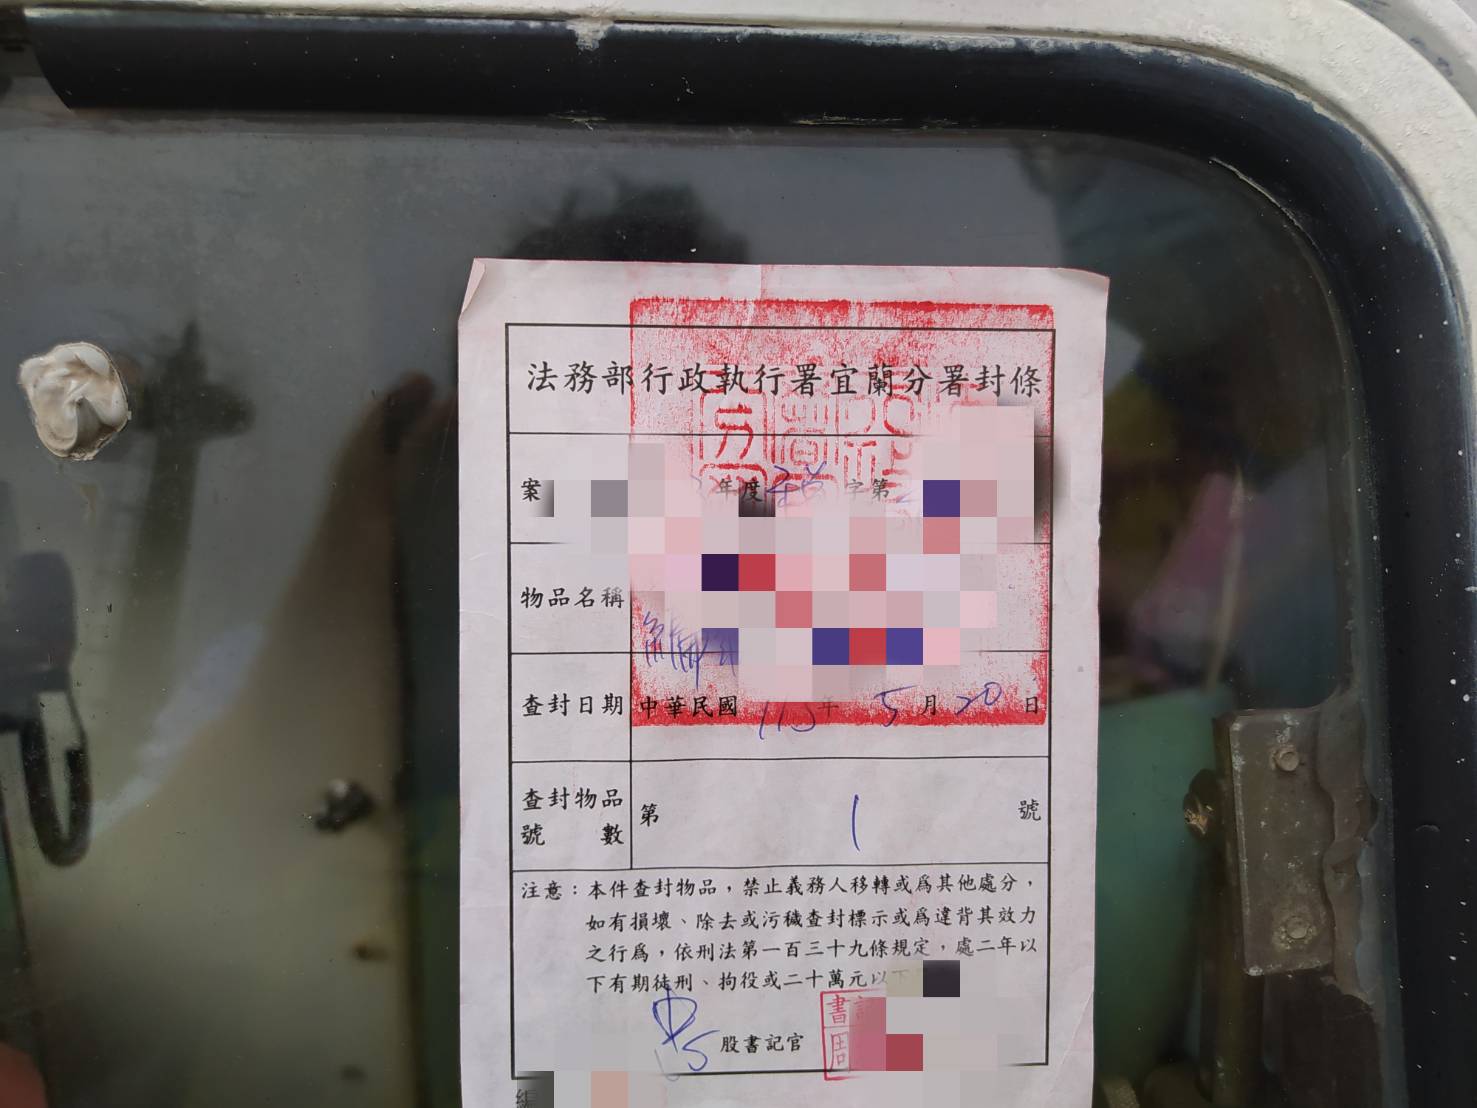 法務部行政執行署宜蘭分署封條
案 年度 字第
物品名稱
查封日期 中華民國 113年 5月 20日
查封物品 號數 第 1 號
注意：本件查封物品，禁止義務人移轉或為其他處分，
如有損壞、除去或污穢查封標示或為違背其效力
之行為，依刑法第一百三十九條規定，處二年以
下有期徒刑、拘役或二十萬元以下
股書記官